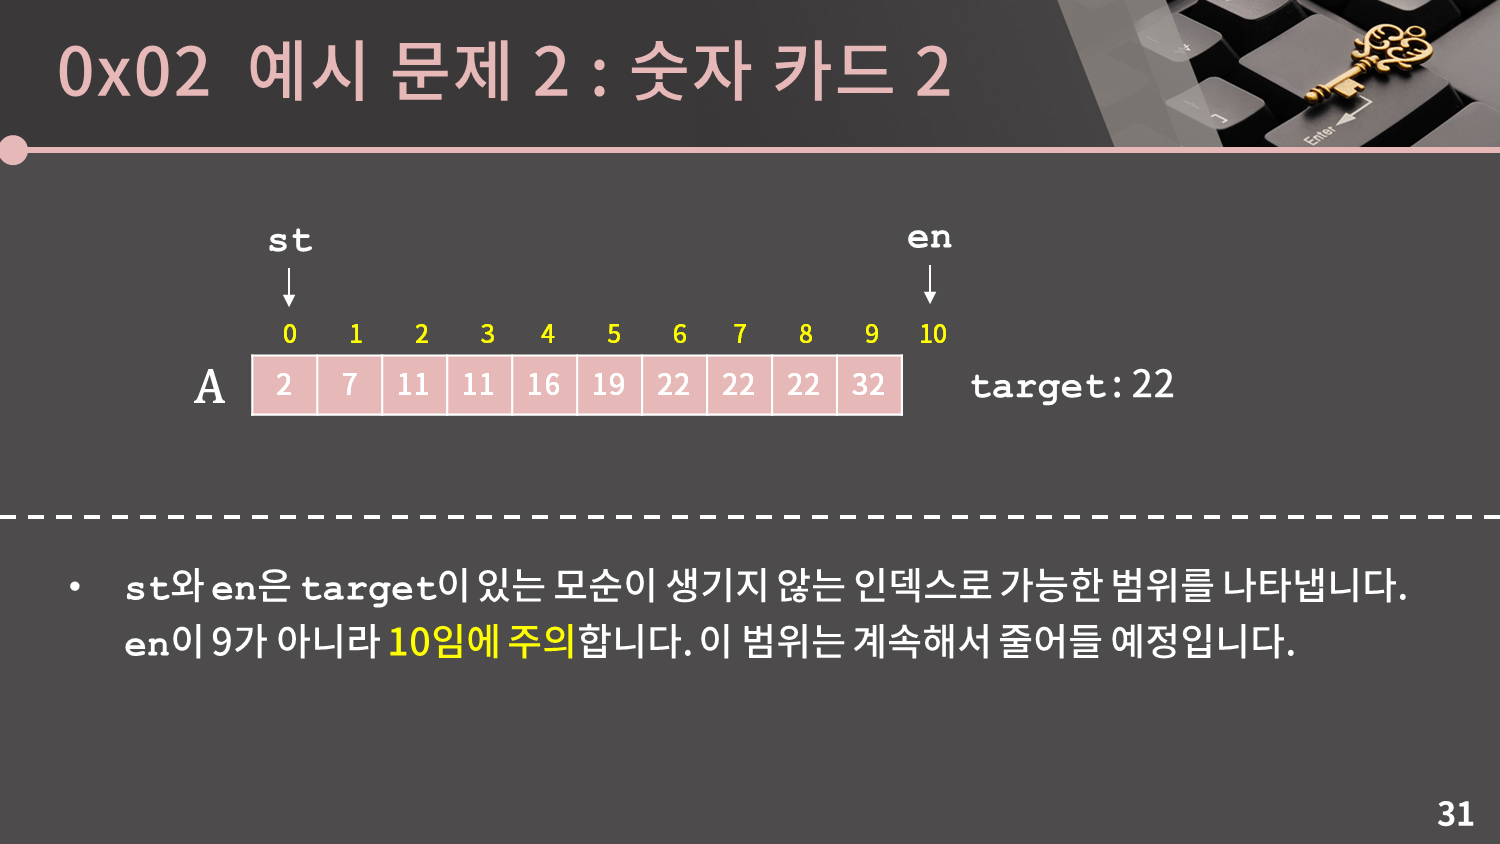 0x02 예시 문제 2 : 숫자 카드 2
st en
0 1 2 3 4 5 6 7 8 9 10
A 2 7 11 11 16 19 22 22 22 32 target: 22
• st와 en은 target이 있는 모순이 생기지 않는 인덱스로 가능한 범위를 나타냅니다.
en이 9가 아니라 10임에 주의합니다. 이 범위는 계속해서 줄어들 예정입니다.
Enter
31